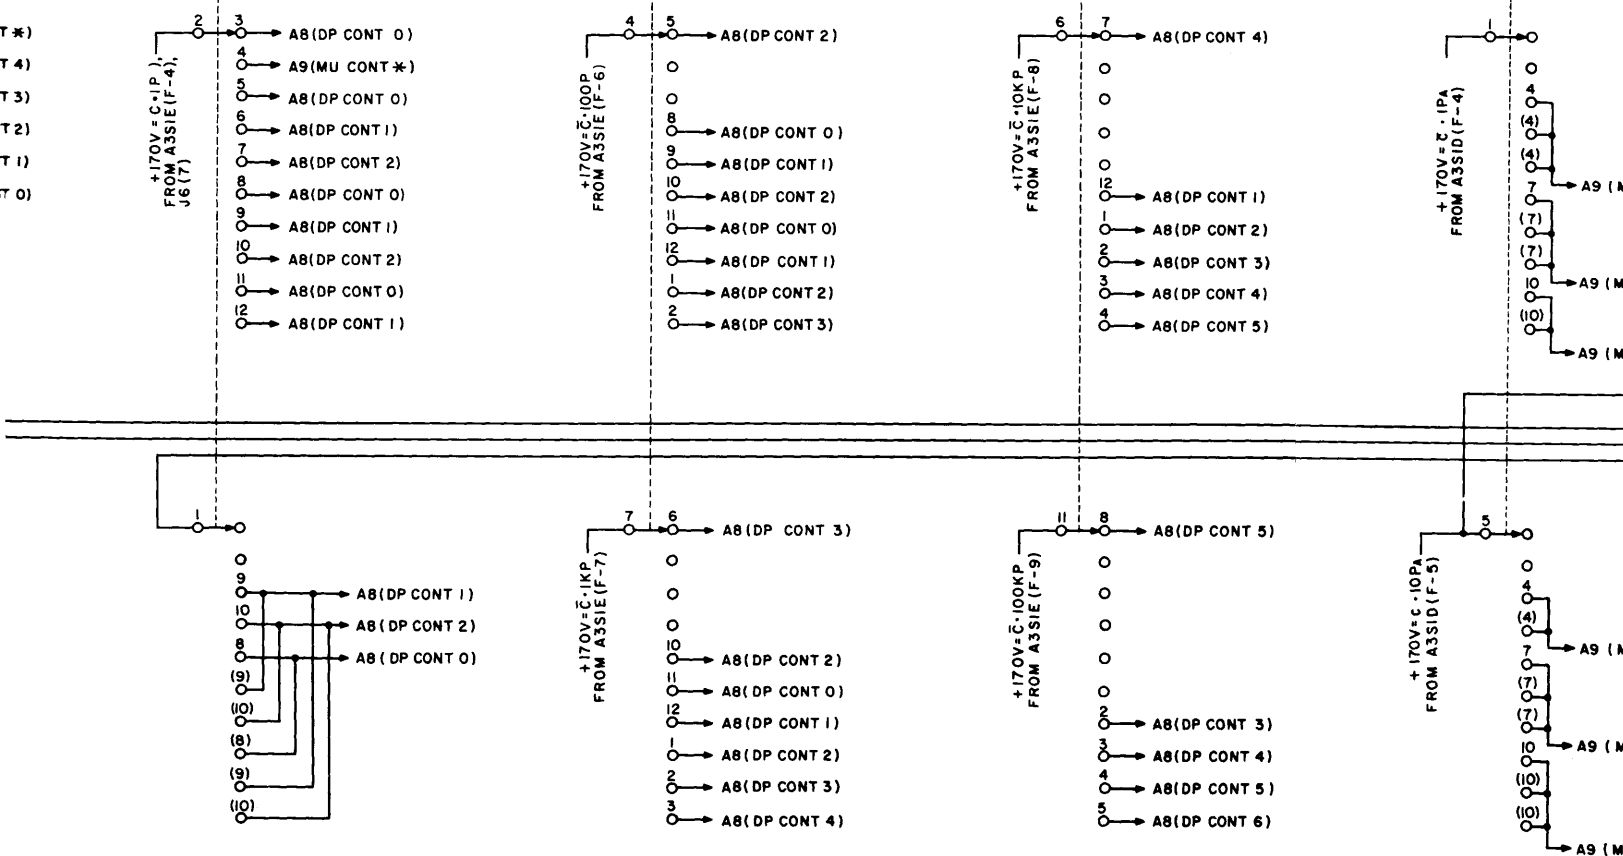 T *)
T 4)
T 3)
T 2)
T 1)
T 0)
+170V = C·1P ),
FROM A3S1E (F-4),
J6 (7)
2
3 A8(DP CONT 0)
4 A9(MU CONT *)
5 A8(DP CONT 0)
6 A8(DP CONT 1)
7 A8(DP CONT 2)
8 A8(DP CONT 0)
9 A8(DP CONT 1)
10 A8(DP CONT 2)
11 A8(DP CONT 0)
12 A8(DP CONT 1)
+170V = C̄·100P
FROM A3S1E (F-6)
4
5 A8(DP CONT 2)
8 A8(DP CONT 0)
9 A8(DP CONT 1)
10 A8(DP CONT 2)
11 A8(DP CONT 0)
12 A8(DP CONT 1)
1 A8(DP CONT 2)
2 A8(DP CONT 3)
+170V = C̄·10KP
FROM A3S1E (F-8)
6
7 A8(DP CONT 4)
12 A8(DP CONT 1)
1 A8(DP CONT 2)
2 A8(DP CONT 3)
3 A8(DP CONT 4)
4 A8(DP CONT 5)
+170V = C̄·1PA
FROM A3S1D (F-4)
1
4
(4)
(4)
A9 (M
7
(7)
(7)
A9 (M
10
(10)
A9 (M
1
9 A8(DP CONT 1)
10 A8(DP CONT 2)
8 A8(DP CONT 0)
(9)
(10)
(8)
(9)
(10)
+170V = C̄·1KP
FROM A3S1E (F-7)
7
6 A8(DP CONT 3)
10 A8(DP CONT 2)
11 A8(DP CONT 0)
12 A8(DP CONT 1)
1 A8(DP CONT 2)
2 A8(DP CONT 3)
3 A8(DP CONT 4)
+170V = C̄·100KP
FROM A3S1E (F-9)
11
8 A8(DP CONT 5)
2 A8(DP CONT 3)
3 A8(DP CONT 4)
4 A8(DP CONT 5)
5 A8(DP CONT 6)
+170V = C·10PA
FROM A3S1D (F-5)
5
4
(4)
A9 (M
7
(7)
(7)
A9 (M
10
(10)
(10)
A9 (M